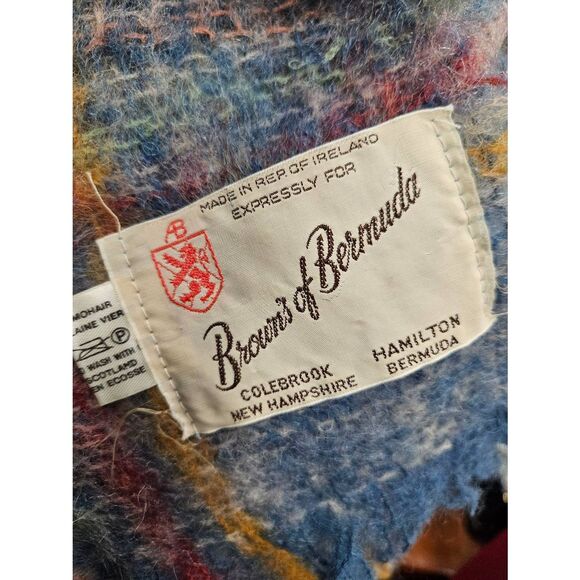 MADE IN REP. OF IRELAND
EXPRESSLY FOR
AB
Brown's of Bermuda
COLEBROOK
NEW HAMPSHIRE
HAMILTON
BERMUDA
MOHAIR
LAINE VIER
P
WASH WITH
SCOTLAND
EN ECOSSE